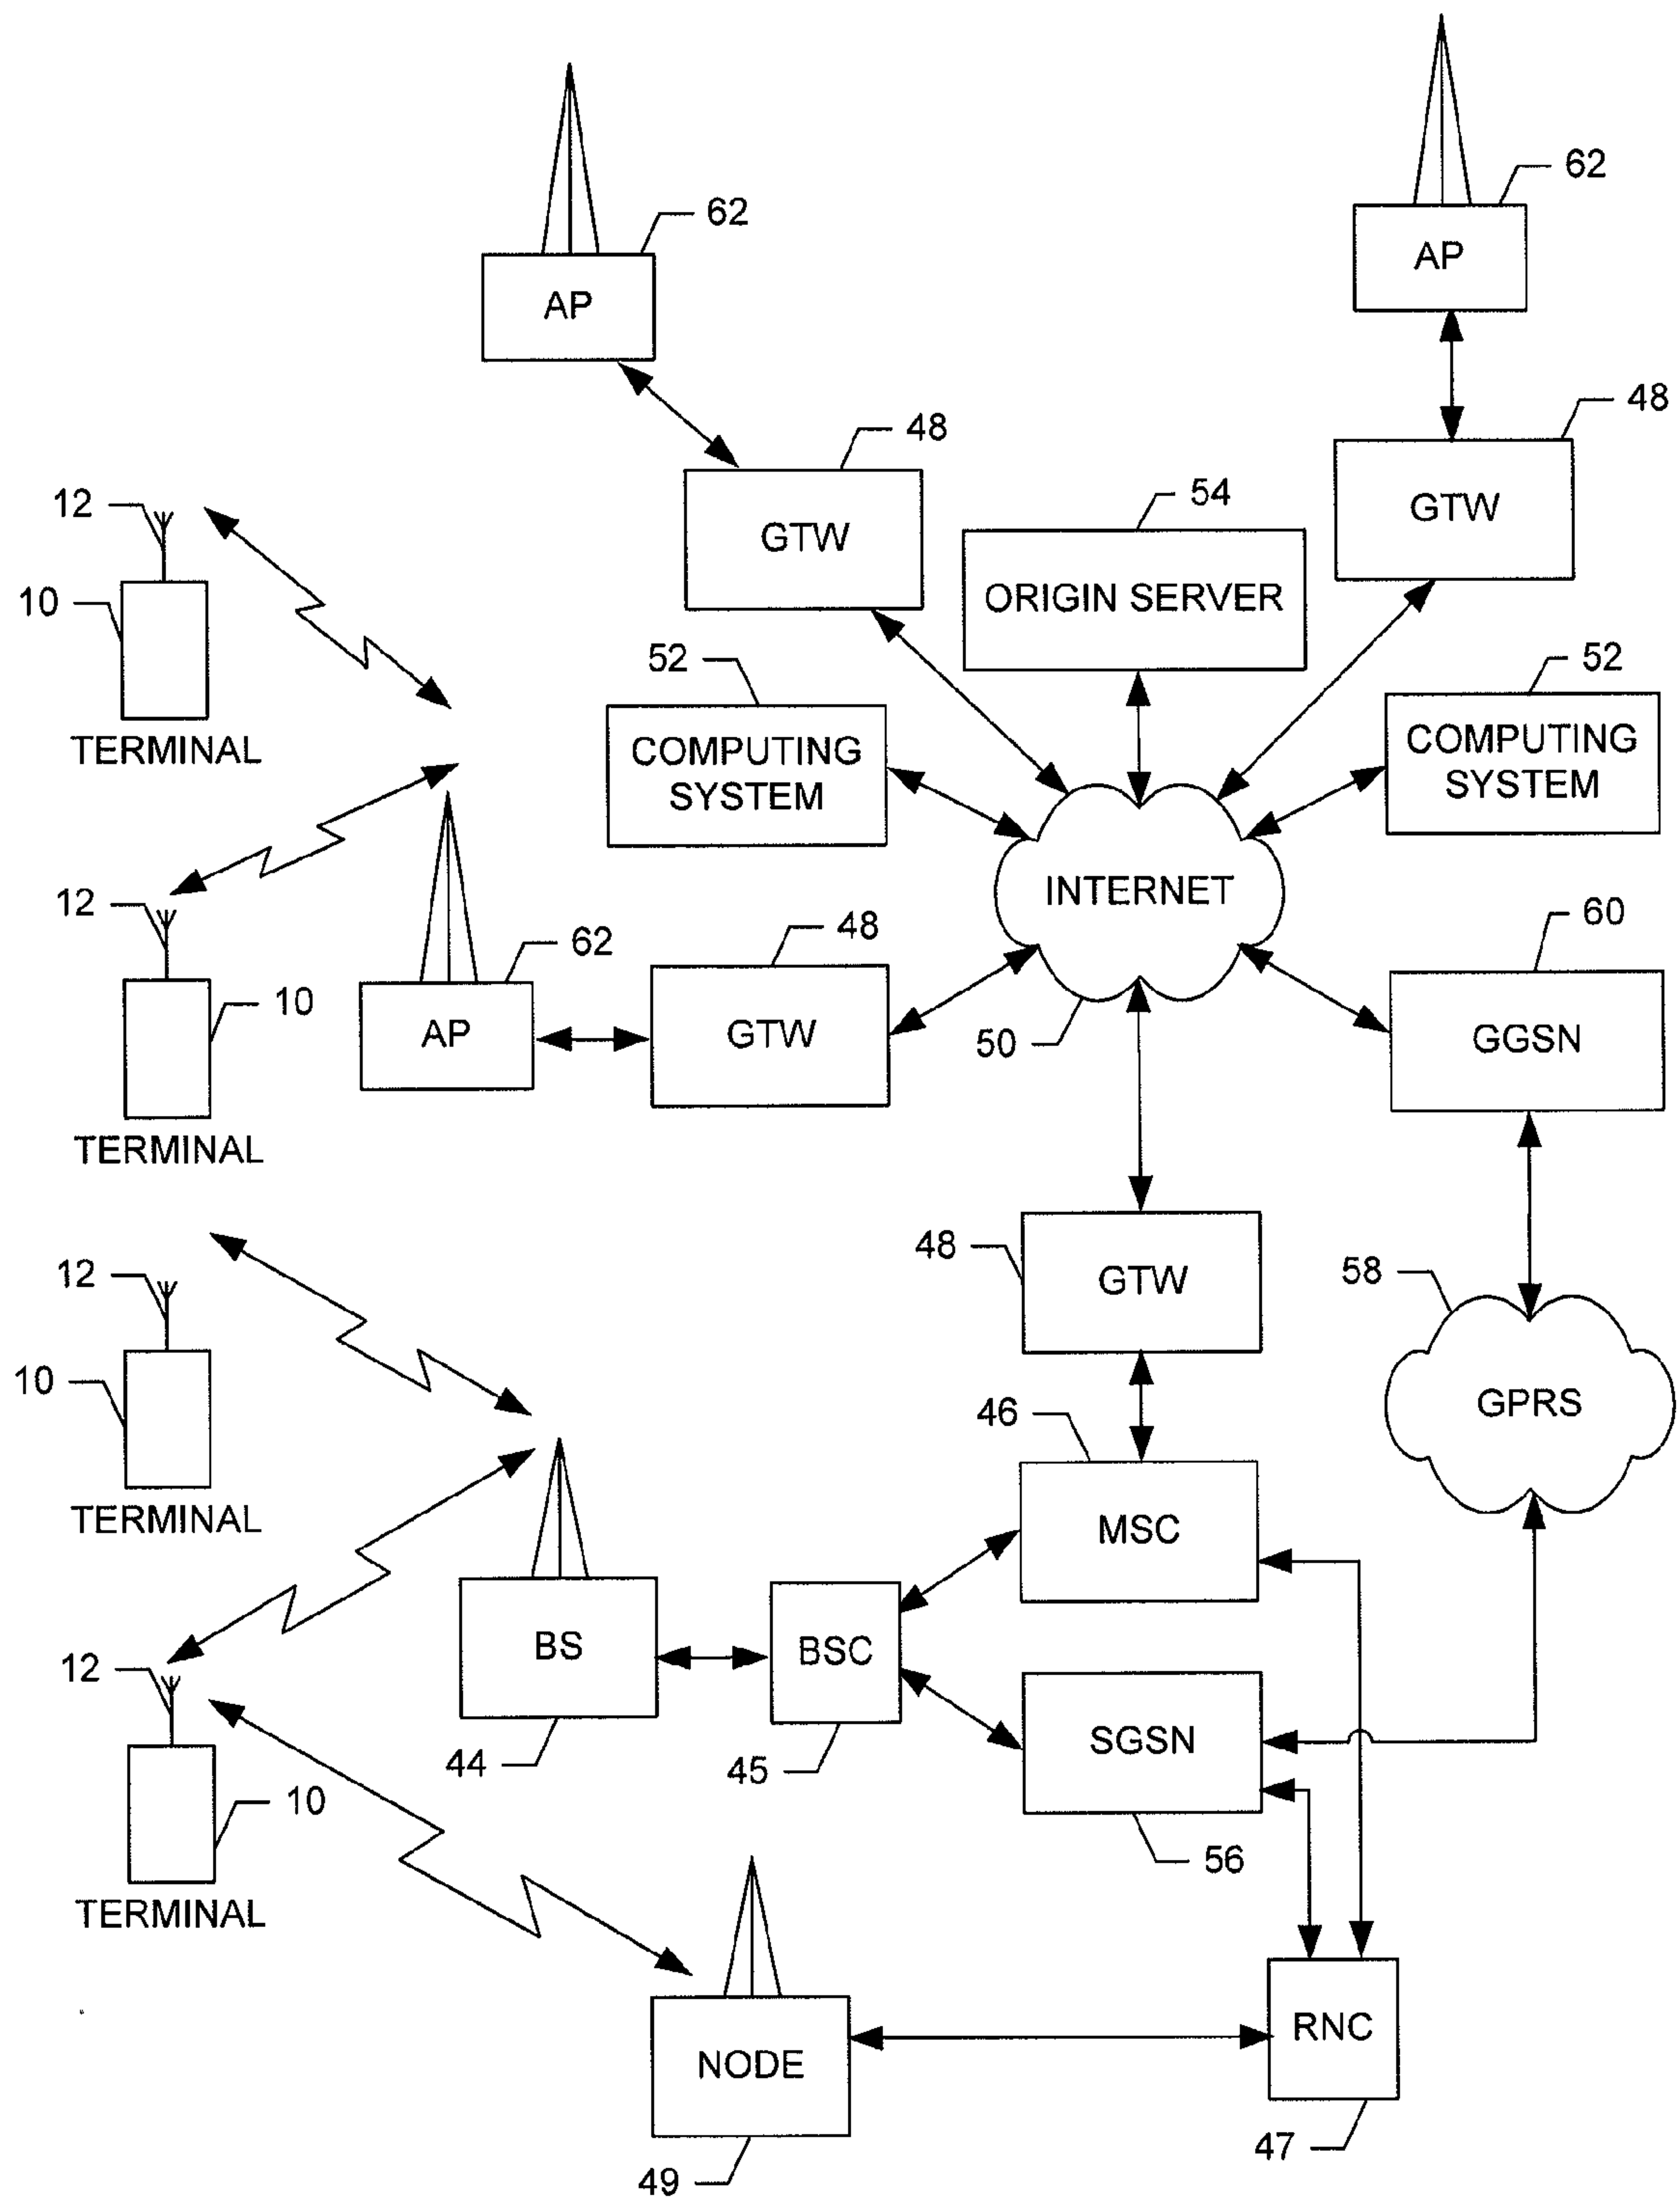 62
AP
62
AP
48
GTW
48
GTW
54
ORIGIN SERVER
12
10
TERMINAL
52
COMPUTING
SYSTEM
52
COMPUTING
SYSTEM
INTERNET
50
12
10
TERMINAL
62
AP
48
GTW
60
GGSN
48
GTW
58
GPRS
12
10
TERMINAL
46
MSC
BS
44
BSC
45
SGSN
56
12
10
TERMINAL
NODE
49
RNC
47